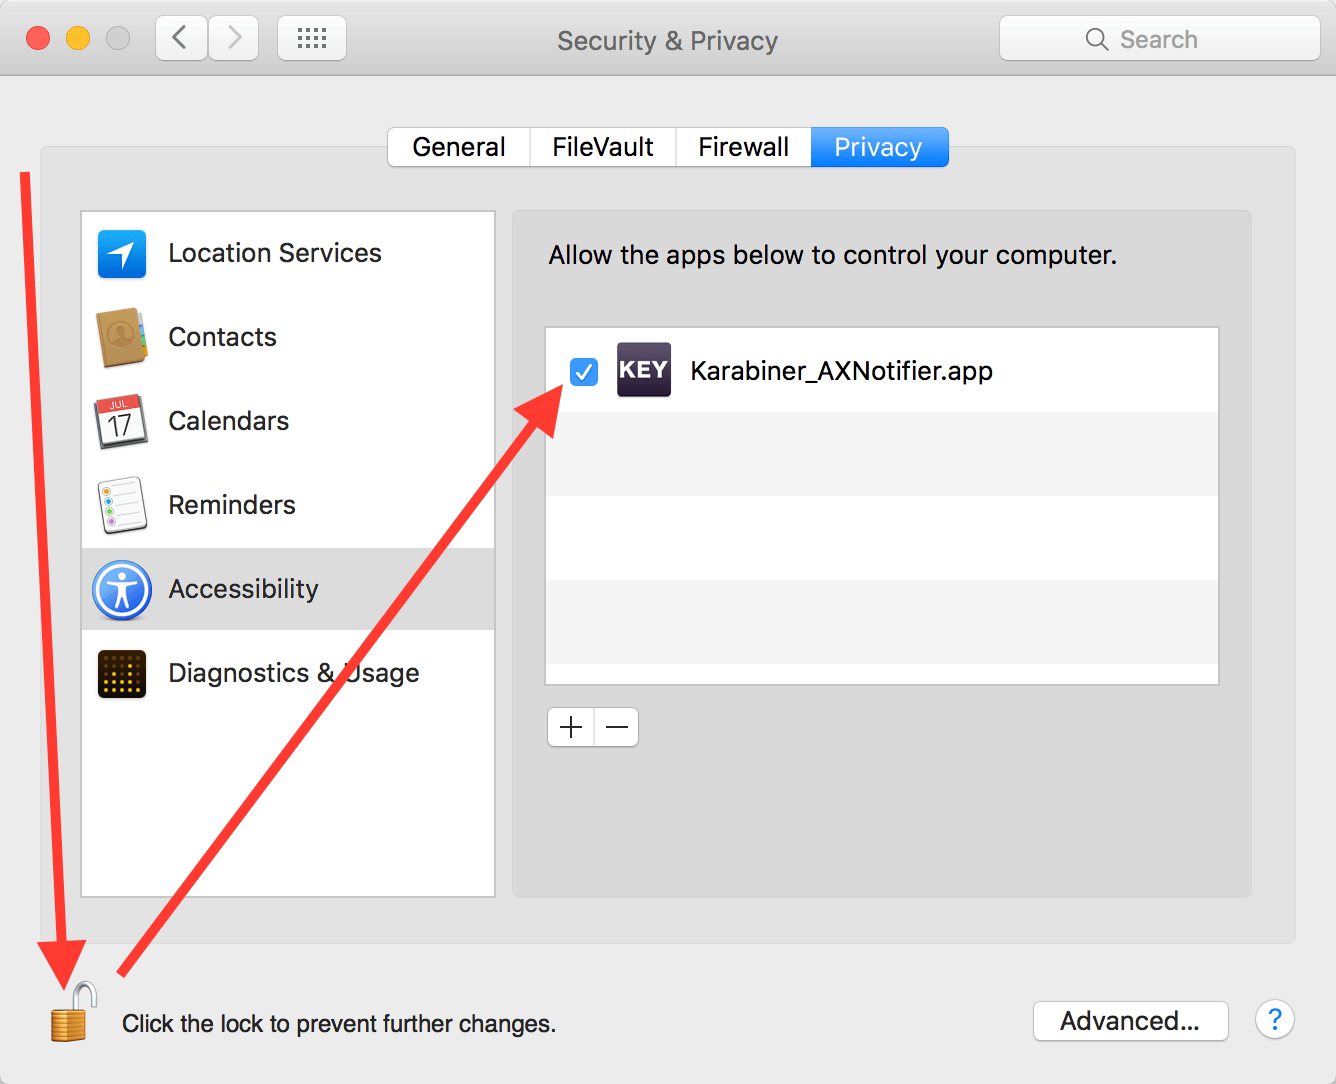 Security & Privacy
Search
General
FileVault
Firewall
Privacy
Location Services
Contacts
JUL
17
Calendars
Reminders
Accessibility
Diagnostics & Usage
Allow the apps below to control your computer.
KEY
Karabiner_AXNotifier.app
Click the lock to prevent further changes.
Advanced...
?